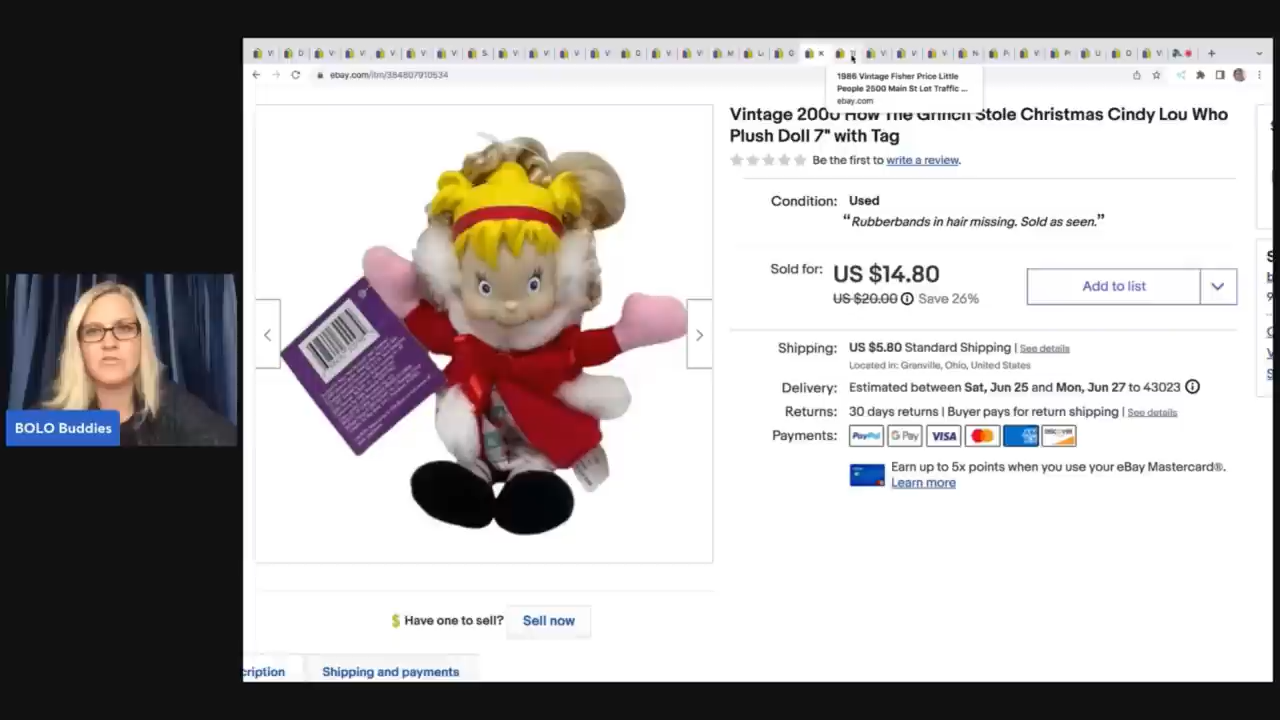 ebay.com/itm/384807910534
1986 Vintage Fisher Price Little
People 2500 Main St Lot Traffic ...
ebay.com
Vintage 2000 How The Grinch Stole Christmas Cindy Lou Who
Plush Doll 7" with Tag
Be the first to write a review.
Condition: Used
“Rubberbands in hair missing. Sold as seen.”
Sold for: US $14.80
US $20.00 Save 26%
Add to list
Shipping: US $5.80 Standard Shipping | See details
Located in: Granville, Ohio, United States
Delivery: Estimated between Sat, Jun 25 and Mon, Jun 27 to 43023
Returns: 30 days returns | Buyer pays for return shipping | See details
Payments: PayPal G Pay VISA DISCOVER
Earn up to 5x points when you use your eBay Mastercard®.
Learn more
BOLO Buddies
$ Have one to sell? Sell now
cription Shipping and payments